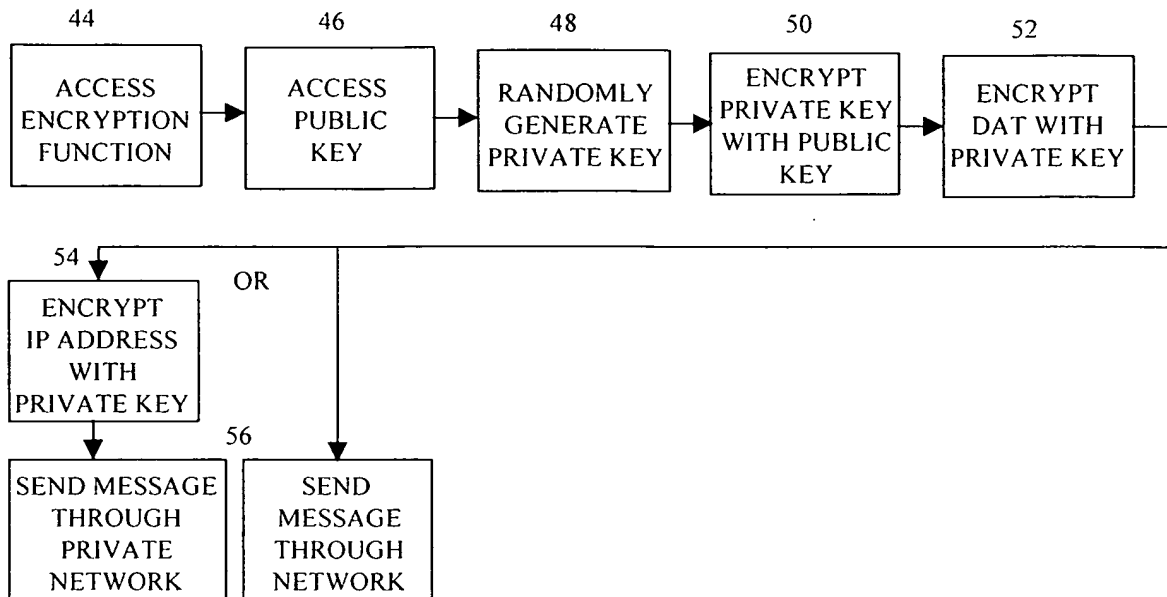 44
ACCESS
ENCRYPTION
FUNCTION
46
ACCESS
PUBLIC
KEY
48
RANDOMLY
GENERATE
PRIVATE KEY
50
ENCRYPT
PRIVATE KEY
WITH PUBLIC
KEY
52
ENCRYPT
DAT WITH
PRIVATE KEY
54
ENCRYPT
IP ADDRESS
WITH
PRIVATE KEY
OR
56
SEND MESSAGE
THROUGH
PRIVATE
NETWORK
SEND
MESSAGE
THROUGH
NETWORK